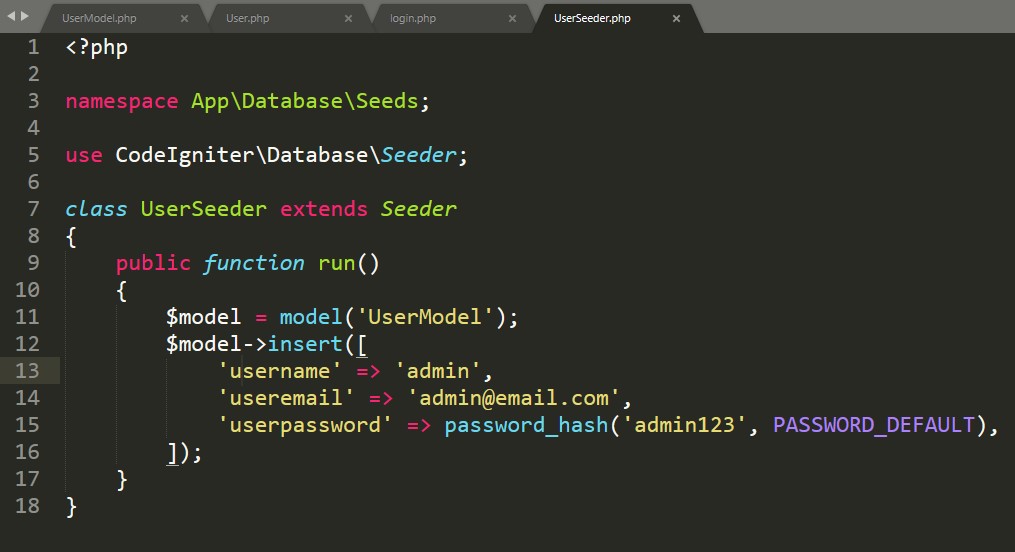 UserModel.php × User.php × login.php × UserSeeder.php ×
1 <?php
2
3 namespace App\Database\Seeds;
4
5 use CodeIgniter\Database\Seeder;
6
7 class UserSeeder extends Seeder
8 {
9     public function run()
10     {
11         $model = model('UserModel');
12         $model->insert([
13             'username' => 'admin',
14             'useremail' => 'admin@email.com',
15             'userpassword' => password_hash('admin123', PASSWORD_DEFAULT),
16         ]);
17     }
18 }